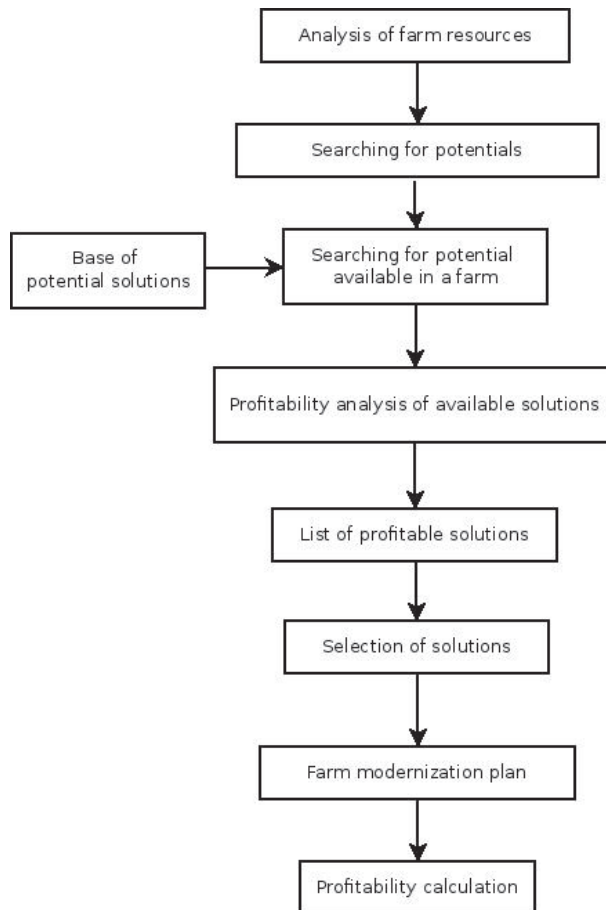 Analysis of farm resources
Searching for potentials
Base of
potential solutions
Searching for potential
available in a farm
Profitability analysis of available solutions
List of profitable solutions
Selection of solutions
Farm modernization plan
Profitability calculation